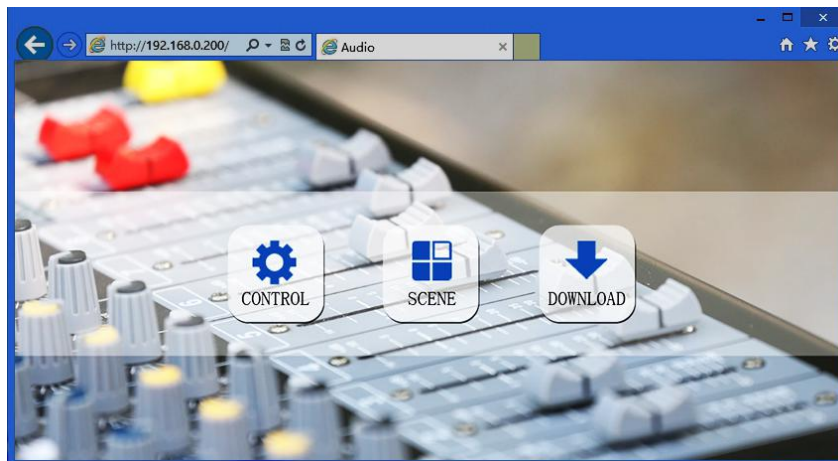 http://192.168.0.200/
Audio
CONTROL
SCENE
DOWNLOAD